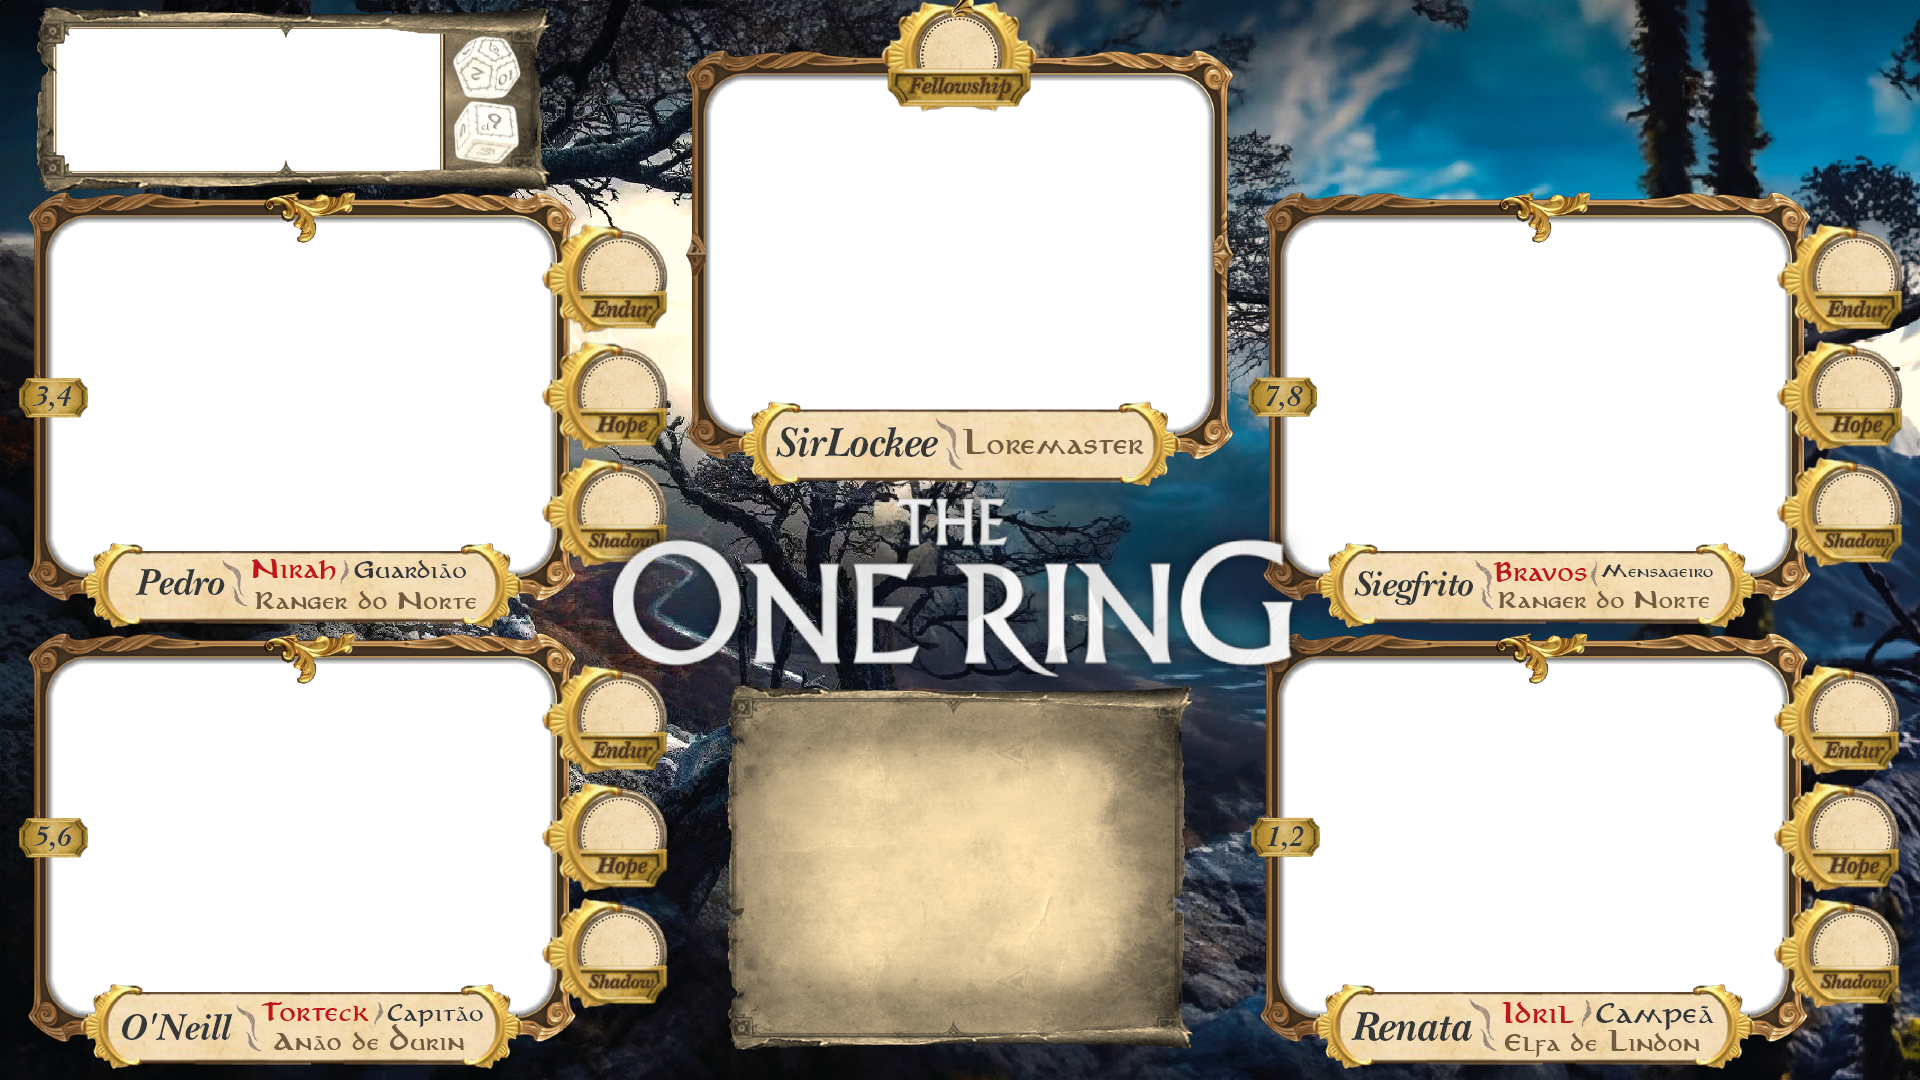 Fellowship
SirLockee Loremaster
THE
ONE RING
3,4
Endur
Hope
Shadow
Pedro Nirah Guardião
Ranger do Norte
7,8
Endur
Hope
Shadow
Siegfrito Bravos Mensageiro
Ranger do Norte
5,6
Endur
Hope
Shadow
O'Neill Torteck Capitão
Anão de Durin
1,2
Endur
Hope
Shadow
Renata Idril Campeã
Elfa de Lindon